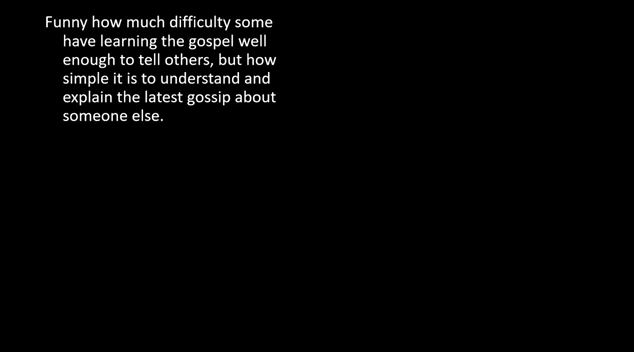 Funny how much difficulty some
have learning the gospel well
enough to tell others, but how
simple it is to understand and
explain the latest gossip about
someone else.